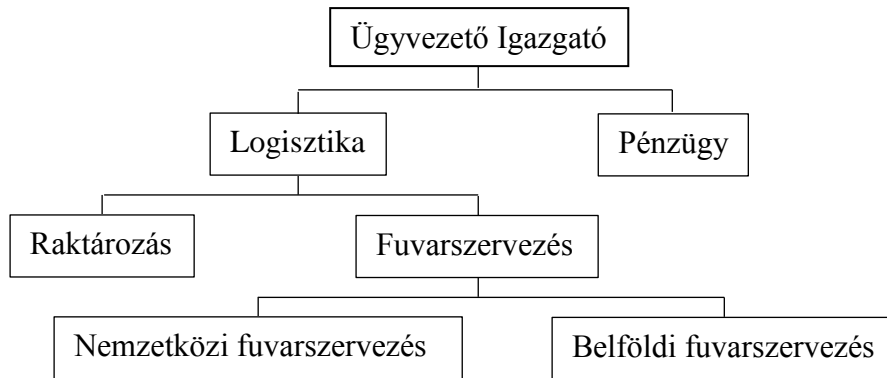 Ügyvezető Igazgató
Logisztika
Pénzügy
Raktározás
Fuvarszervezés
Nemzetközi fuvarszervezés
Belföldi fuvarszervezés